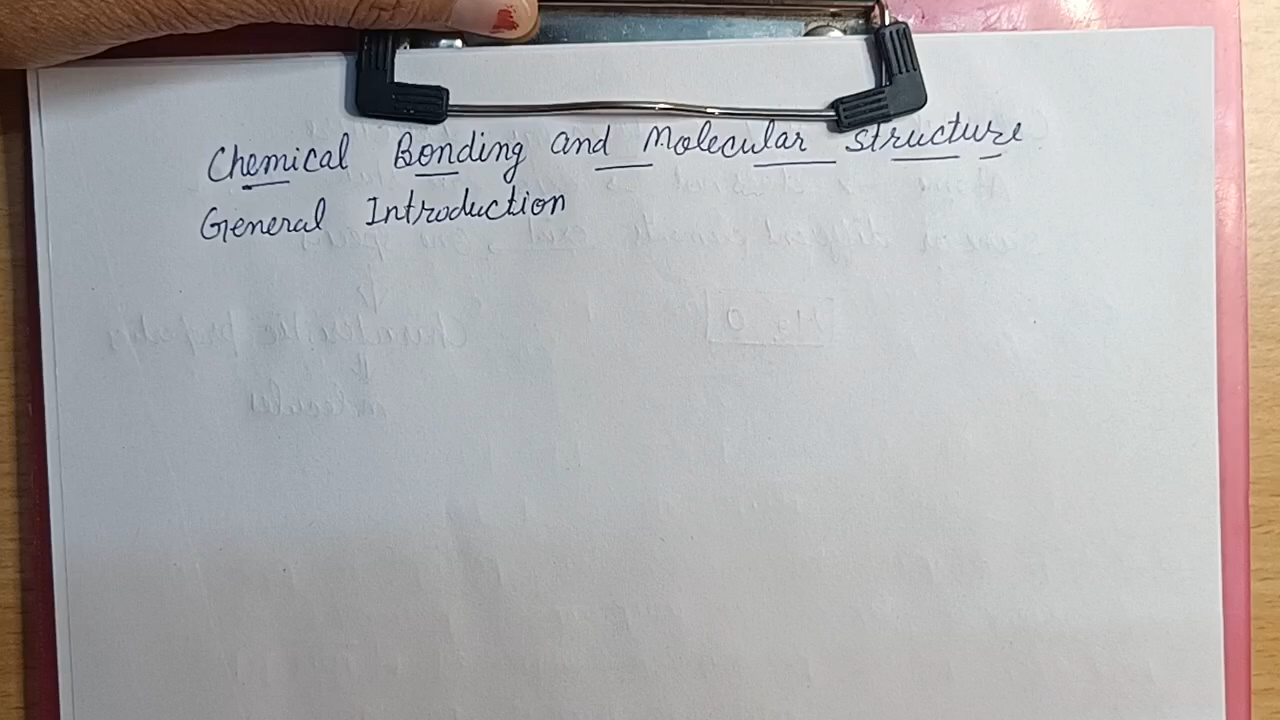 Chemical Bonding and Molecular structure
General Introduction